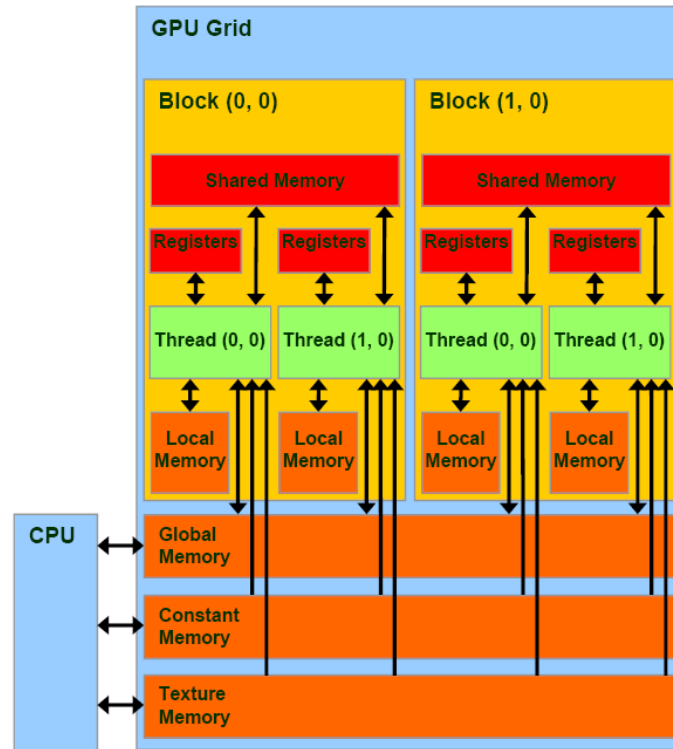 GPU Grid
Block (0, 0)
Block (1, 0)
Shared Memory
Shared Memory
Registers
Registers
Registers
Registers
Thread (0, 0)
Thread (1, 0)
Thread (0, 0)
Thread (1, 0)
Local
Memory
Local
Memory
Local
Memory
Local
Memory
CPU
Global
Memory
Constant
Memory
Texture
Memory